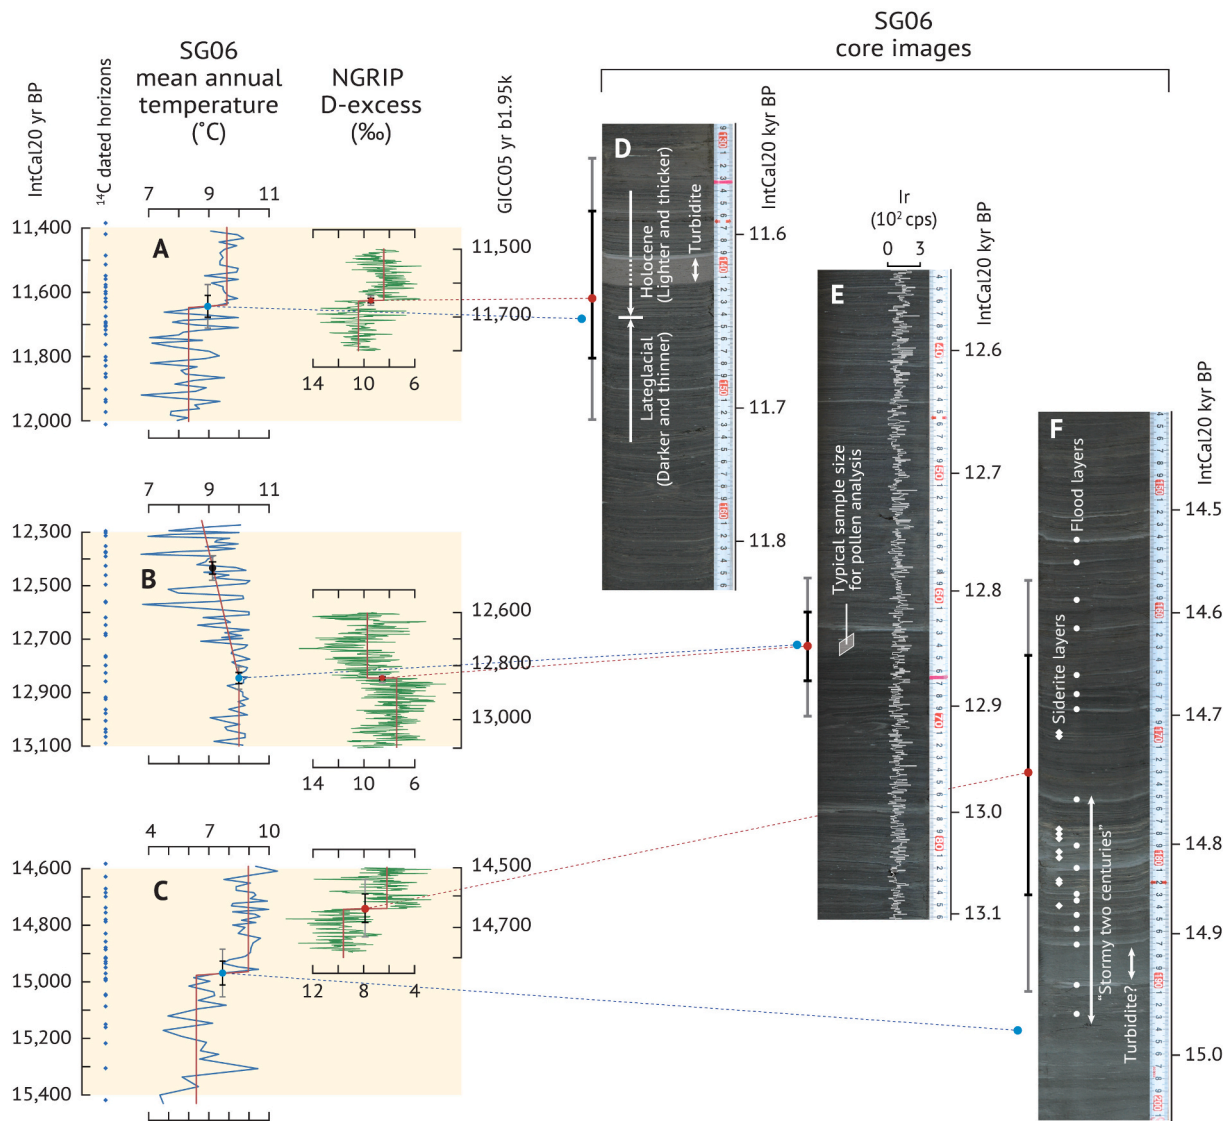 SG06
core images
SG06
mean annual
temperature
(˚C)
NGRIP
D-excess
(‰)
IntCal20 yr BP
¹⁴C dated horizons
GICC05 yr b1.95k
7 9 11
11,400
11,600
11,800
12,000
A
11,500
11,700
14 10 6
7 9 11
12,300
12,500
12,700
12,900
13,100
B
12,600
12,800
13,000
14 10 6
4 7 10
14,600
14,800
15,000
15,200
15,400
C
14,500
14,700
12 8 4
D
Holocene
(Lighter and thicker)
Turbidite
Lateglacial
(Darker and thinner)
IntCal20 kyr BP
11.6
11.7
11.8
Ir
(10² cps)
0 3
E
Typical sample size
for pollen analysis
IntCal20 kyr BP
12.6
12.7
12.8
12.9
13.0
13.1
F
Flood layers
Siderite layers
"Stormy two centuries"
Turbidite?
IntCal20 kyr BP
14.5
14.6
14.7
14.8
14.9
15.0